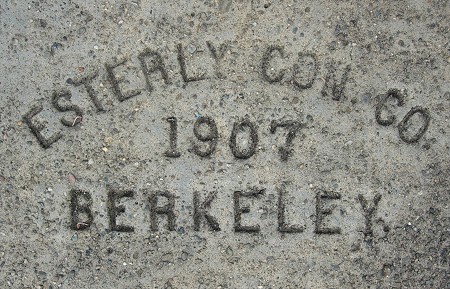 ESTERLY CON. CO.
1907
BERKELEY.